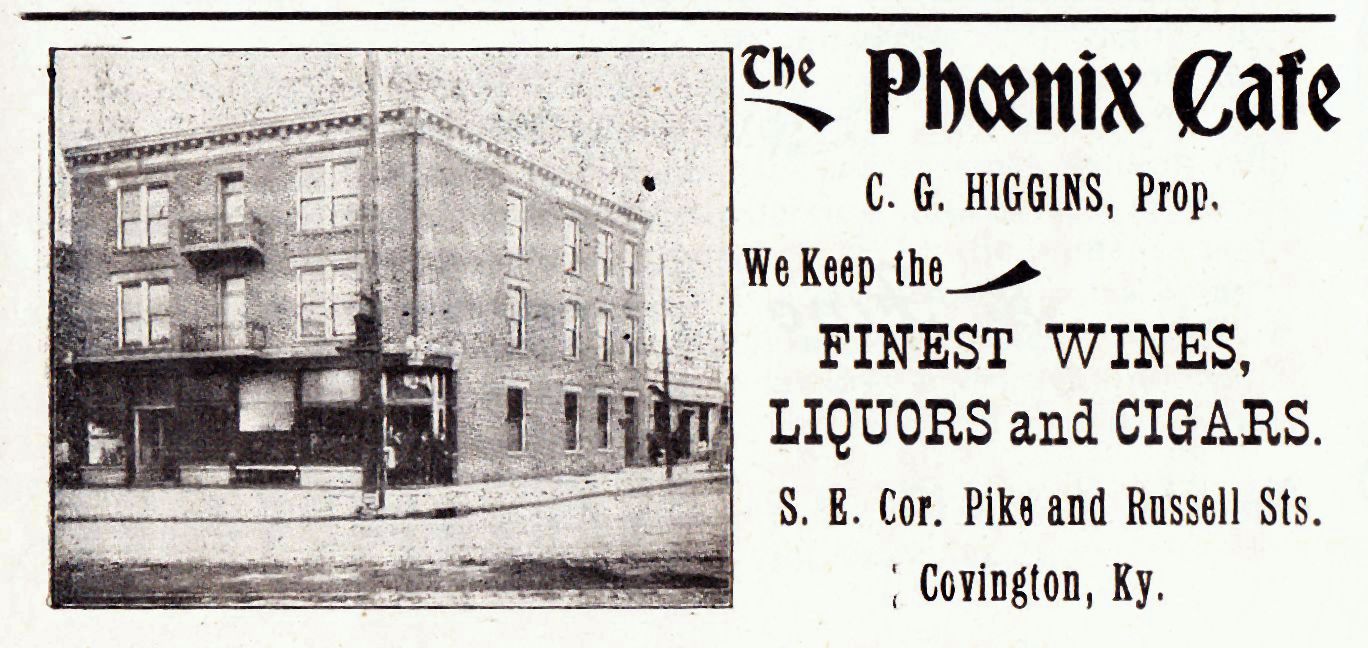 The Phœnix Cafe
C. G. HIGGINS, Prop.
We Keep the
FINEST WINES,
LIQUORS and CIGARS.
S. E. Cor. Pike and Russell Sts.
Covington, Ky.